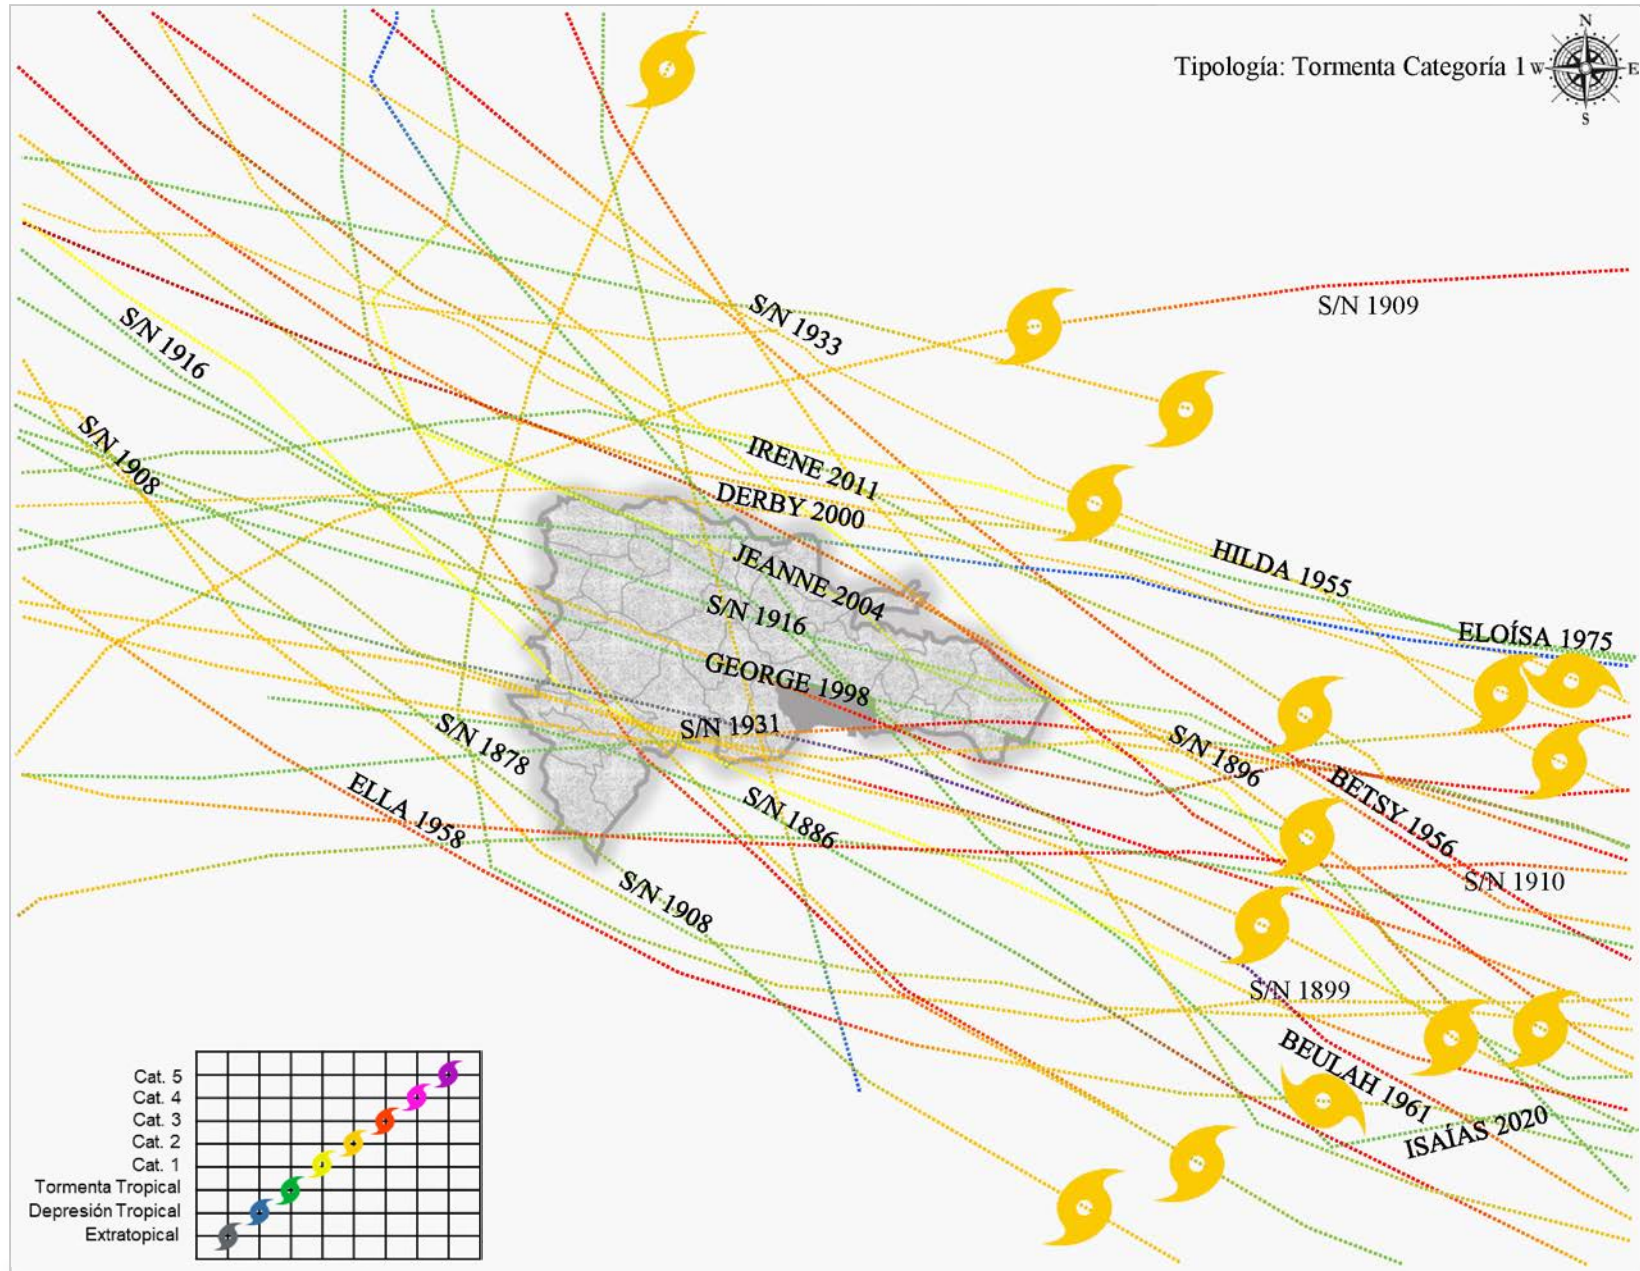 N
Tipología: Tormenta Categoría 1
W
E
S
S/N 1909
S/N 1933
S/N 1916
S/N 1908
IRENE 2011
DERBY 2000
HILDA 1955
JEANNE 2004
S/N 1916
ELOÍSA 1975
GEORGE 1998
S/N 1931
S/N 1878
S/N 1896
BETSY 1956
ELLA 1958
S/N 1886
S/N 1910
S/N 1908
S/N 1899
BEULAH 1961
ISAÍAS 2020
Cat. 5
Cat. 4
Cat. 3
Cat. 2
Cat. 1
Tormenta Tropical
Depresión Tropical
Extratopical